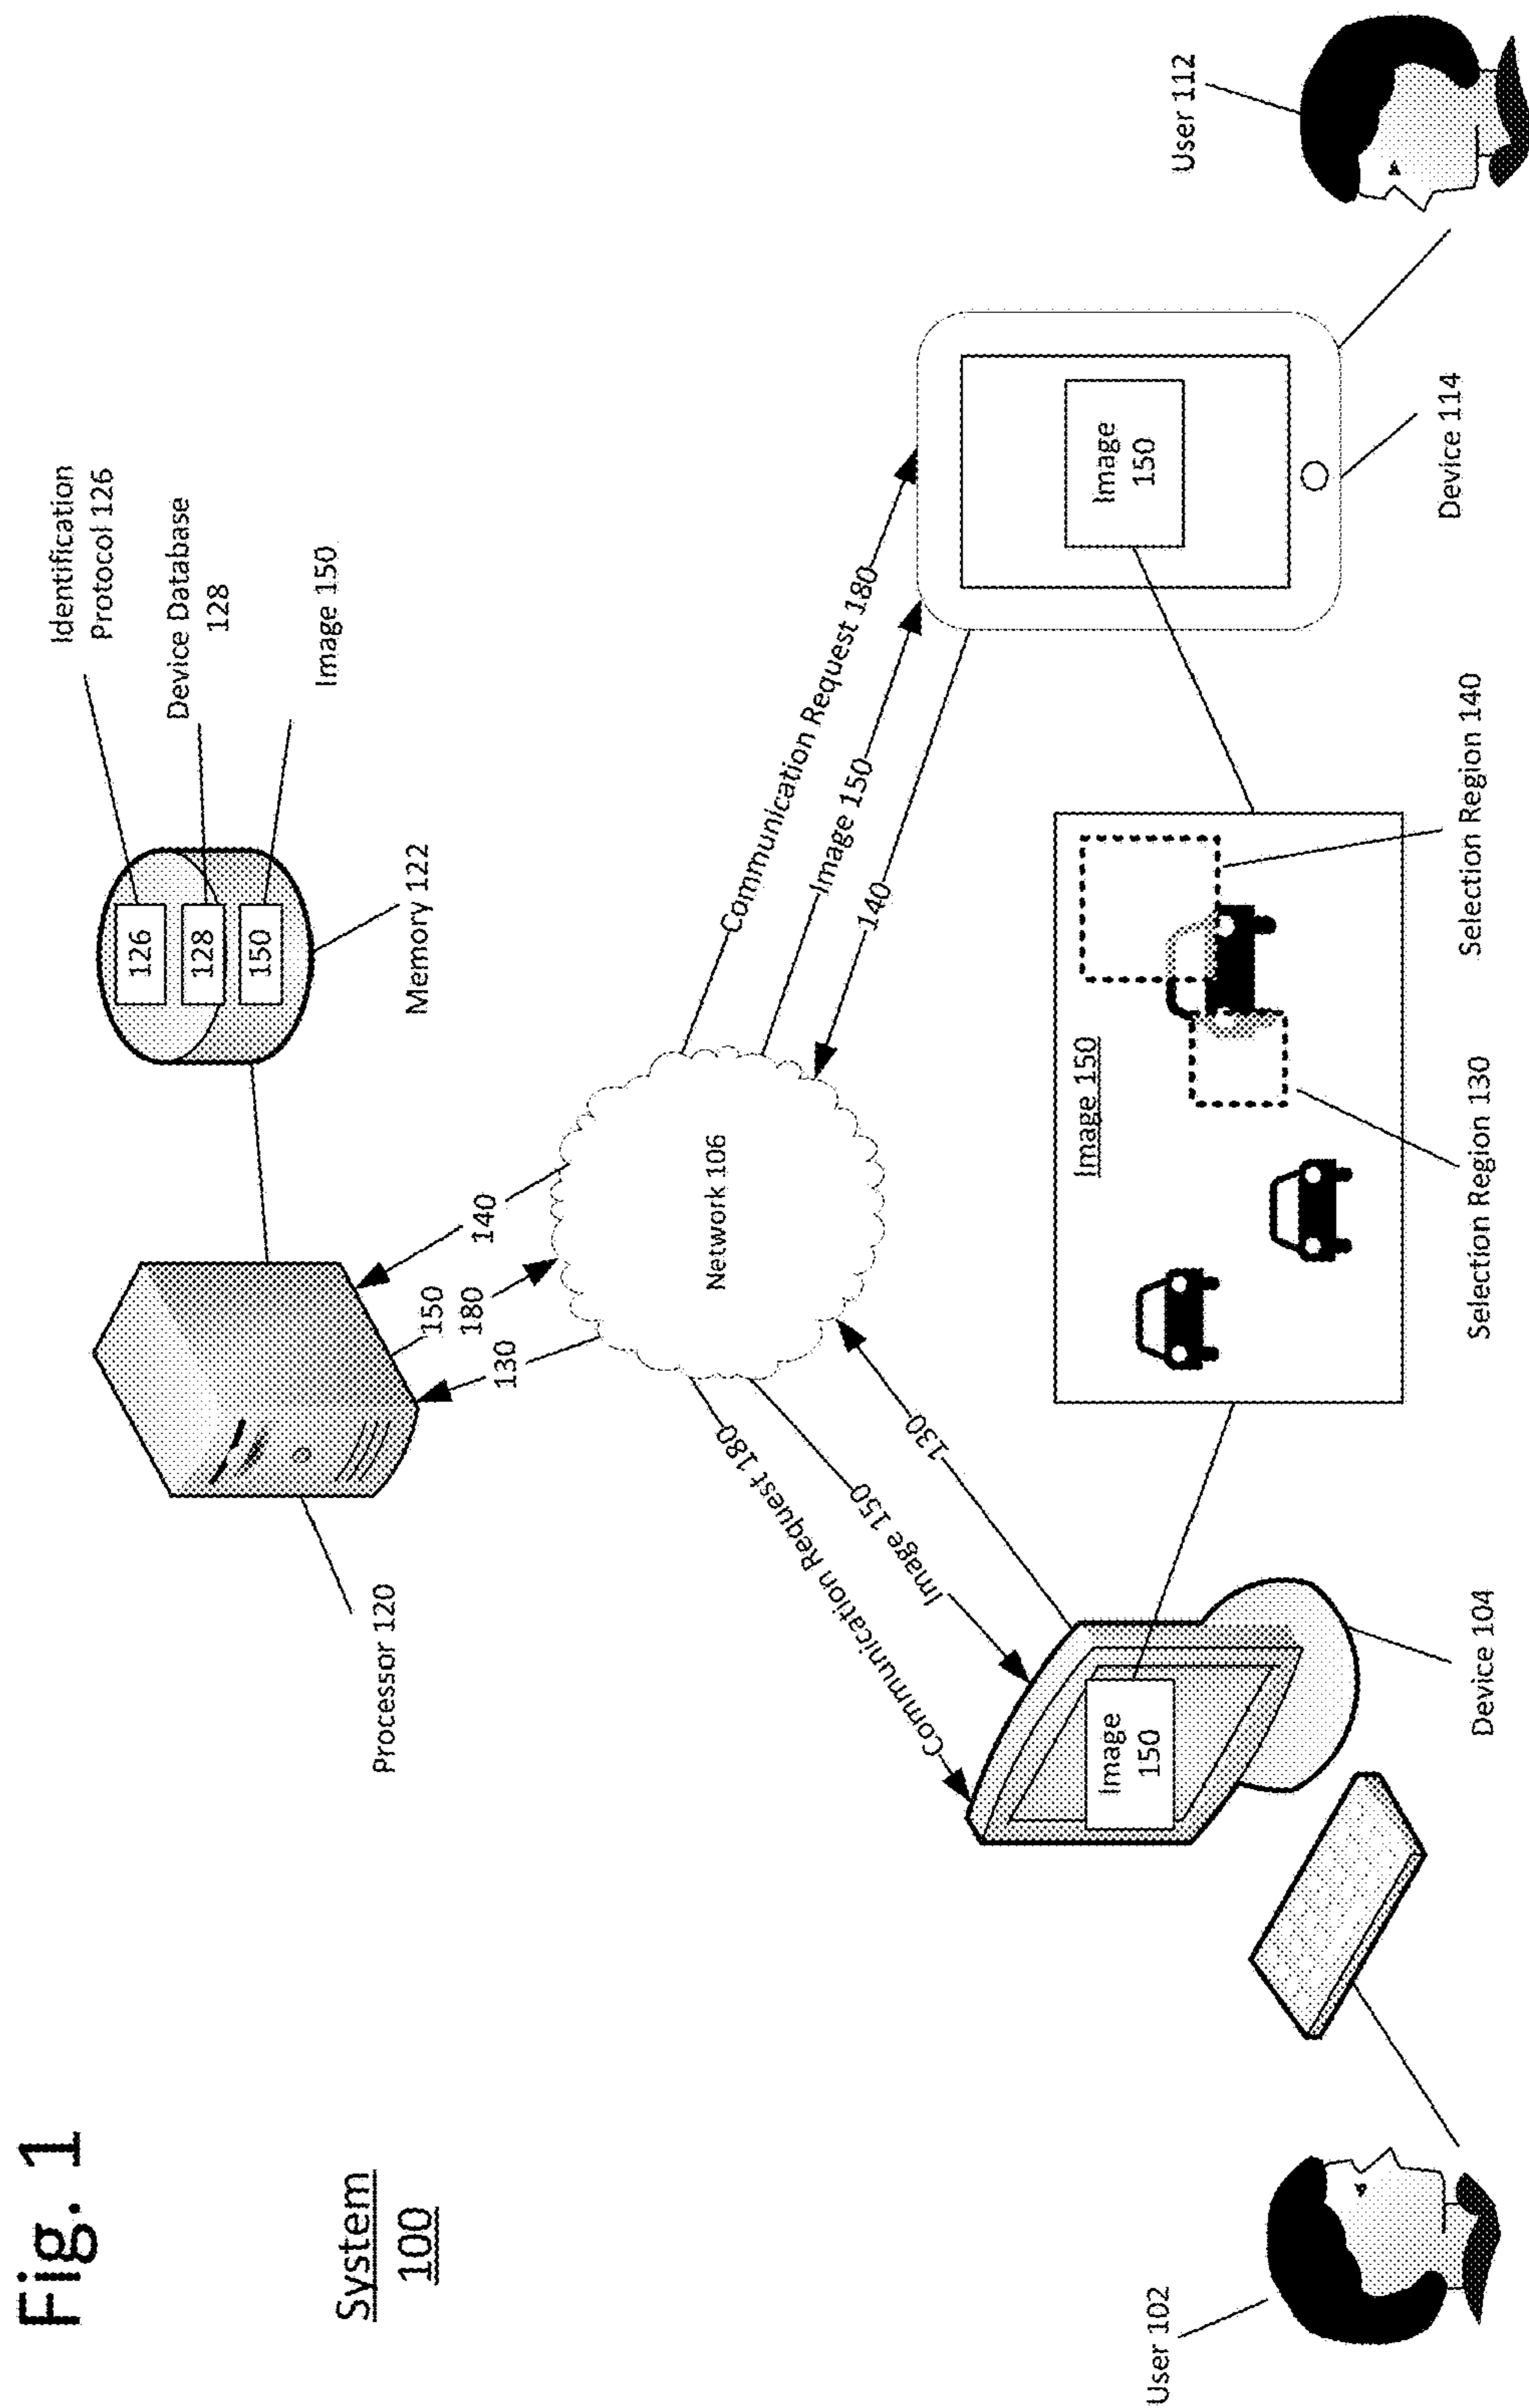 Fig. 1
System
100
Processor 120
126
128
150
Identification
Protocol 126
Device Database
128
Image 150
Memory 122
130
150
180
140
Network 106
Communication Request 180
Image 150
130
Communication Request 180
Image 150
140
Image
150
Image 150
Image
150
User 102
Device 104
Selection Region 130
Selection Region 140
Device 114
User 112